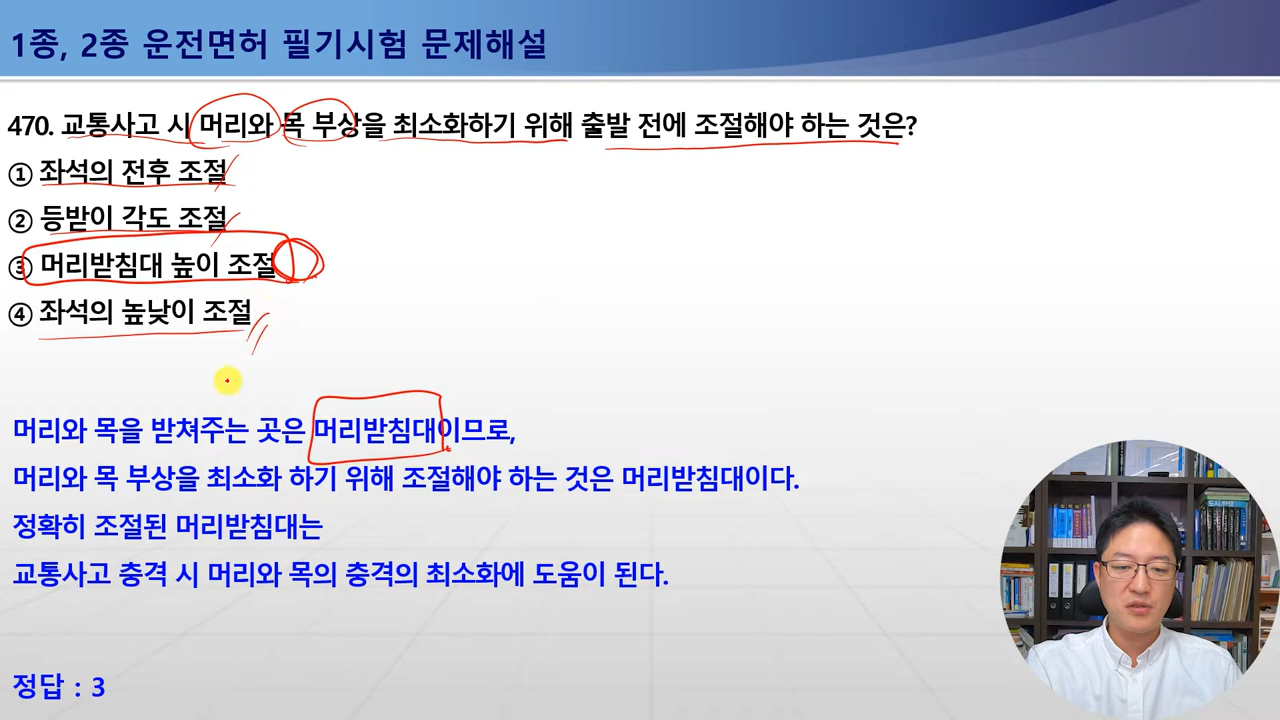 1종, 2종 운전면허 필기시험 문제해설
470. 교통사고 시 머리와 목 부상을 최소화하기 위해 출발 전에 조절해야 하는 것은?
① 좌석의 전후 조절
② 등받이 각도 조절
③ 머리받침대 높이 조절
④ 좌석의 높낮이 조절
머리와 목을 받쳐주는 곳은 머리받침대이므로,
머리와 목 부상을 최소화 하기 위해 조절해야 하는 것은 머리받침대이다.
정확히 조절된 머리받침대는
교통사고 충격 시 머리와 목의 충격의 최소화에 도움이 된다.
정답 : 3